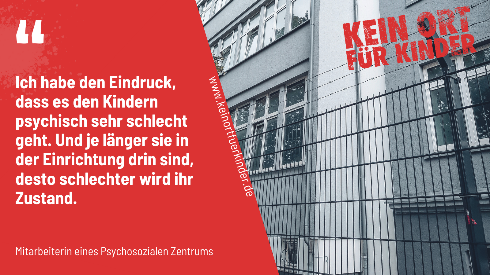 “
Ich habe den Eindruck,
dass es den Kindern
psychisch sehr schlecht
geht. Und je länger sie in
der Einrichtung drin sind,
desto schlechter wird ihr
Zustand.
Mitarbeiterin eines Psychosozialen Zentrums
www.keinortfuerkinder.de
KEIN ORT
FÜR KINDER